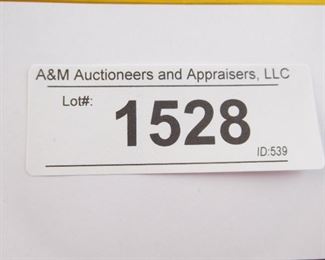 A&M Auctioneers and Appraisers, LLC
Lot#:
1528
ID:539